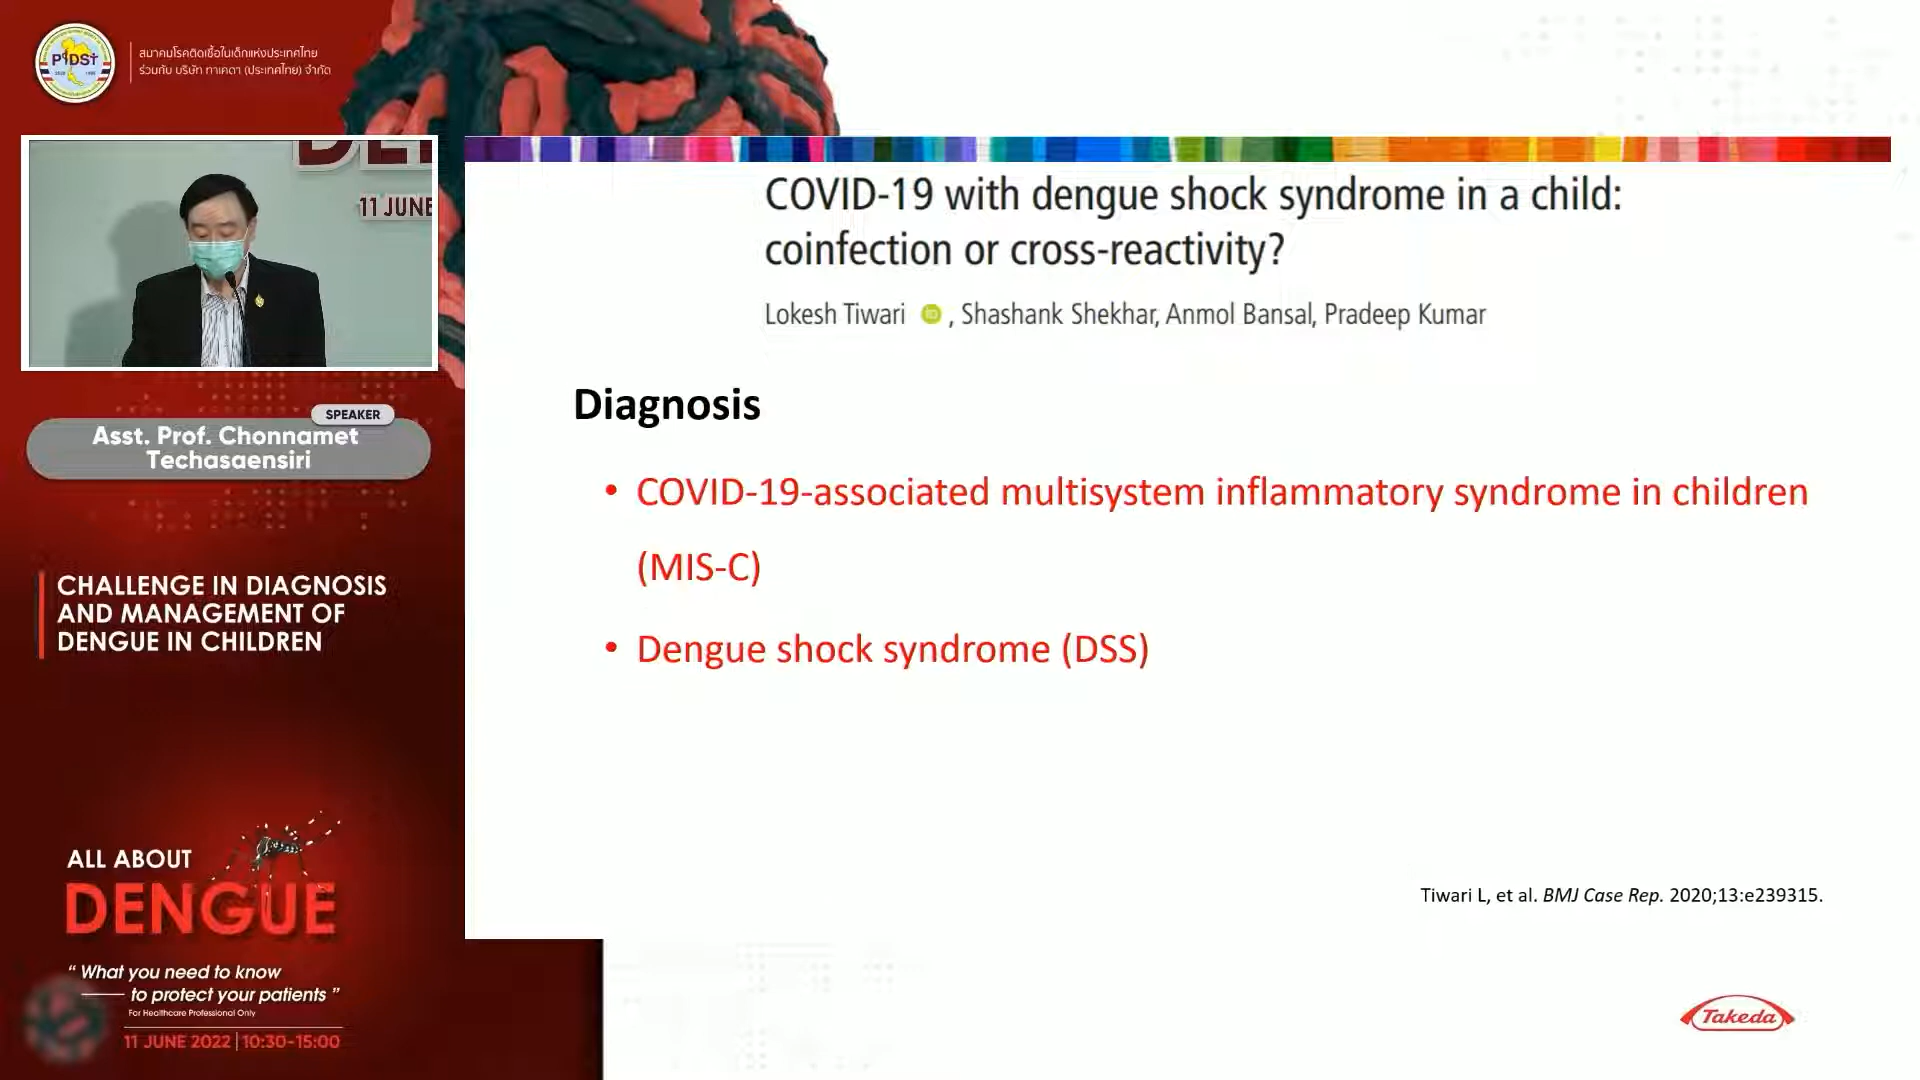 PIDST
สมาคมโรคติดเชื้อในเด็กแห่งประเทศไทย
ร่วมกับ บริษัท ทาเคดา (ประเทศไทย) จำกัด
11 JUNE
SPEAKER
Asst. Prof. Chonnamet
Techasaensiri
CHALLENGE IN DIAGNOSIS
AND MANAGEMENT OF
DENGUE IN CHILDREN
ALL ABOUT
DENGUE
“ What you need to know
to protect your patients ”
For Healthcare Professional Only
11 JUNE 2022 | 10:30-15:00
COVID-19 with dengue shock syndrome in a child:
coinfection or cross-reactivity?
Lokesh Tiwari iD , Shashank Shekhar, Anmol Bansal, Pradeep Kumar
Diagnosis
• COVID-19-associated multisystem inflammatory syndrome in children
(MIS-C)
• Dengue shock syndrome (DSS)
Tiwari L, et al. BMJ Case Rep. 2020;13:e239315.
Takeda